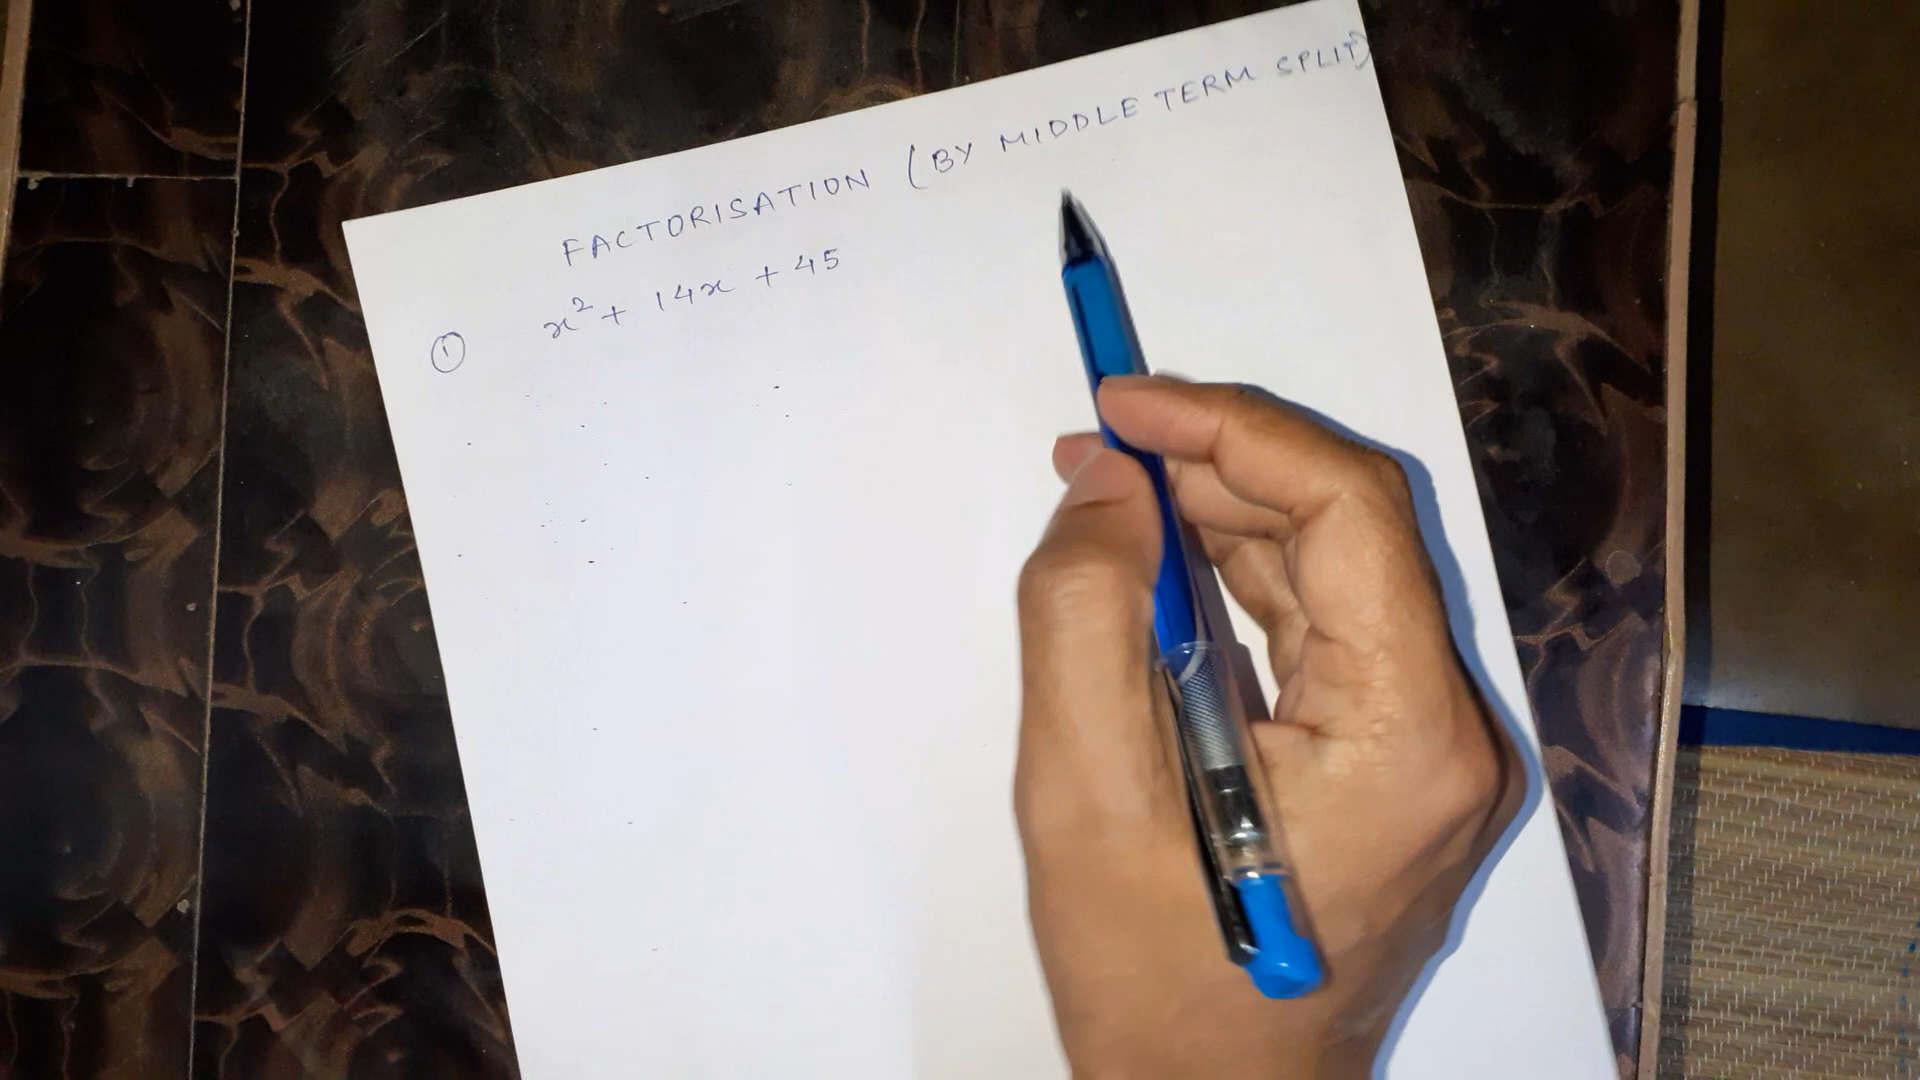 FACTORISATION (BY MIDDLE TERM SPLIT)
① x² + 14x + 45